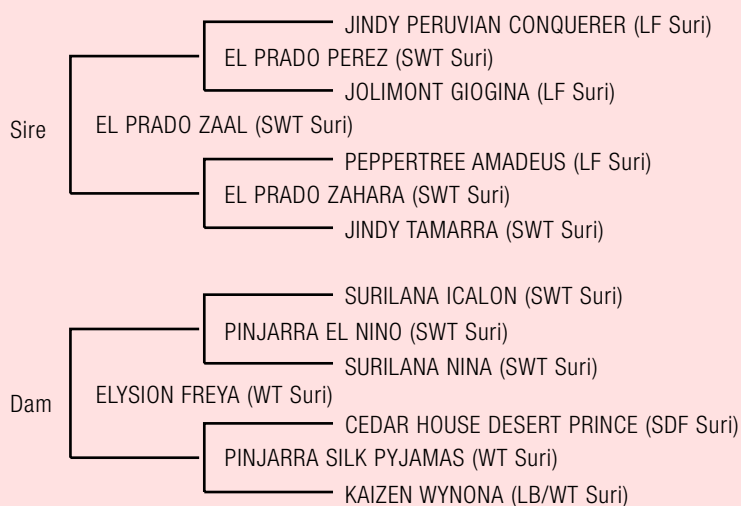 JINDY PERUVIAN CONQUERER (LF Suri)
EL PRADO PEREZ (SWT Suri)
JOLIMONT GIOGINA (LF Suri)
Sire
EL PRADO ZAAL (SWT Suri)
PEPPERTREE AMADEUS (LF Suri)
EL PRADO ZAHARA (SWT Suri)
JINDY TAMARRA (SWT Suri)
SURILANA ICALON (SWT Suri)
PINJARRA EL NINO (SWT Suri)
SURILANA NINA (SWT Suri)
Dam
ELYSION FREYA (WT Suri)
CEDAR HOUSE DESERT PRINCE (SDF Suri)
PINJARRA SILK PYJAMAS (WT Suri)
KAIZEN WYNONA (LB/WT Suri)